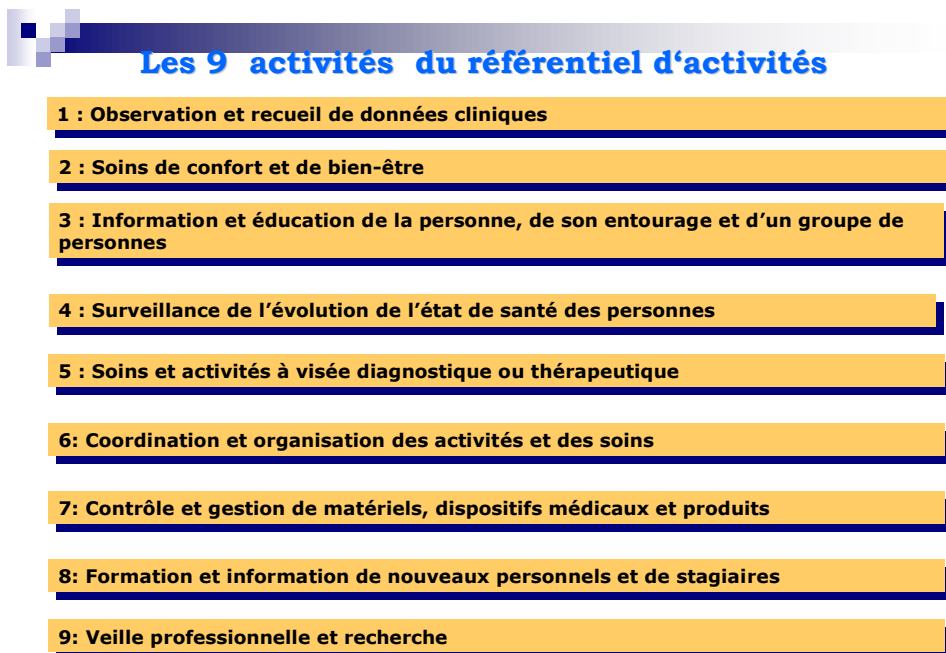 Les 9 activités du référentiel d‘activités
1 : Observation et recueil de données cliniques
2 : Soins de confort et de bien-être
3 : Information et éducation de la personne, de son entourage et d’un groupe de
personnes
4 : Surveillance de l’évolution de l’état de santé des personnes
5 : Soins et activités à visée diagnostique ou thérapeutique
6: Coordination et organisation des activités et des soins
7: Contrôle et gestion de matériels, dispositifs médicaux et produits
8: Formation et information de nouveaux personnels et de stagiaires
9: Veille professionnelle et recherche